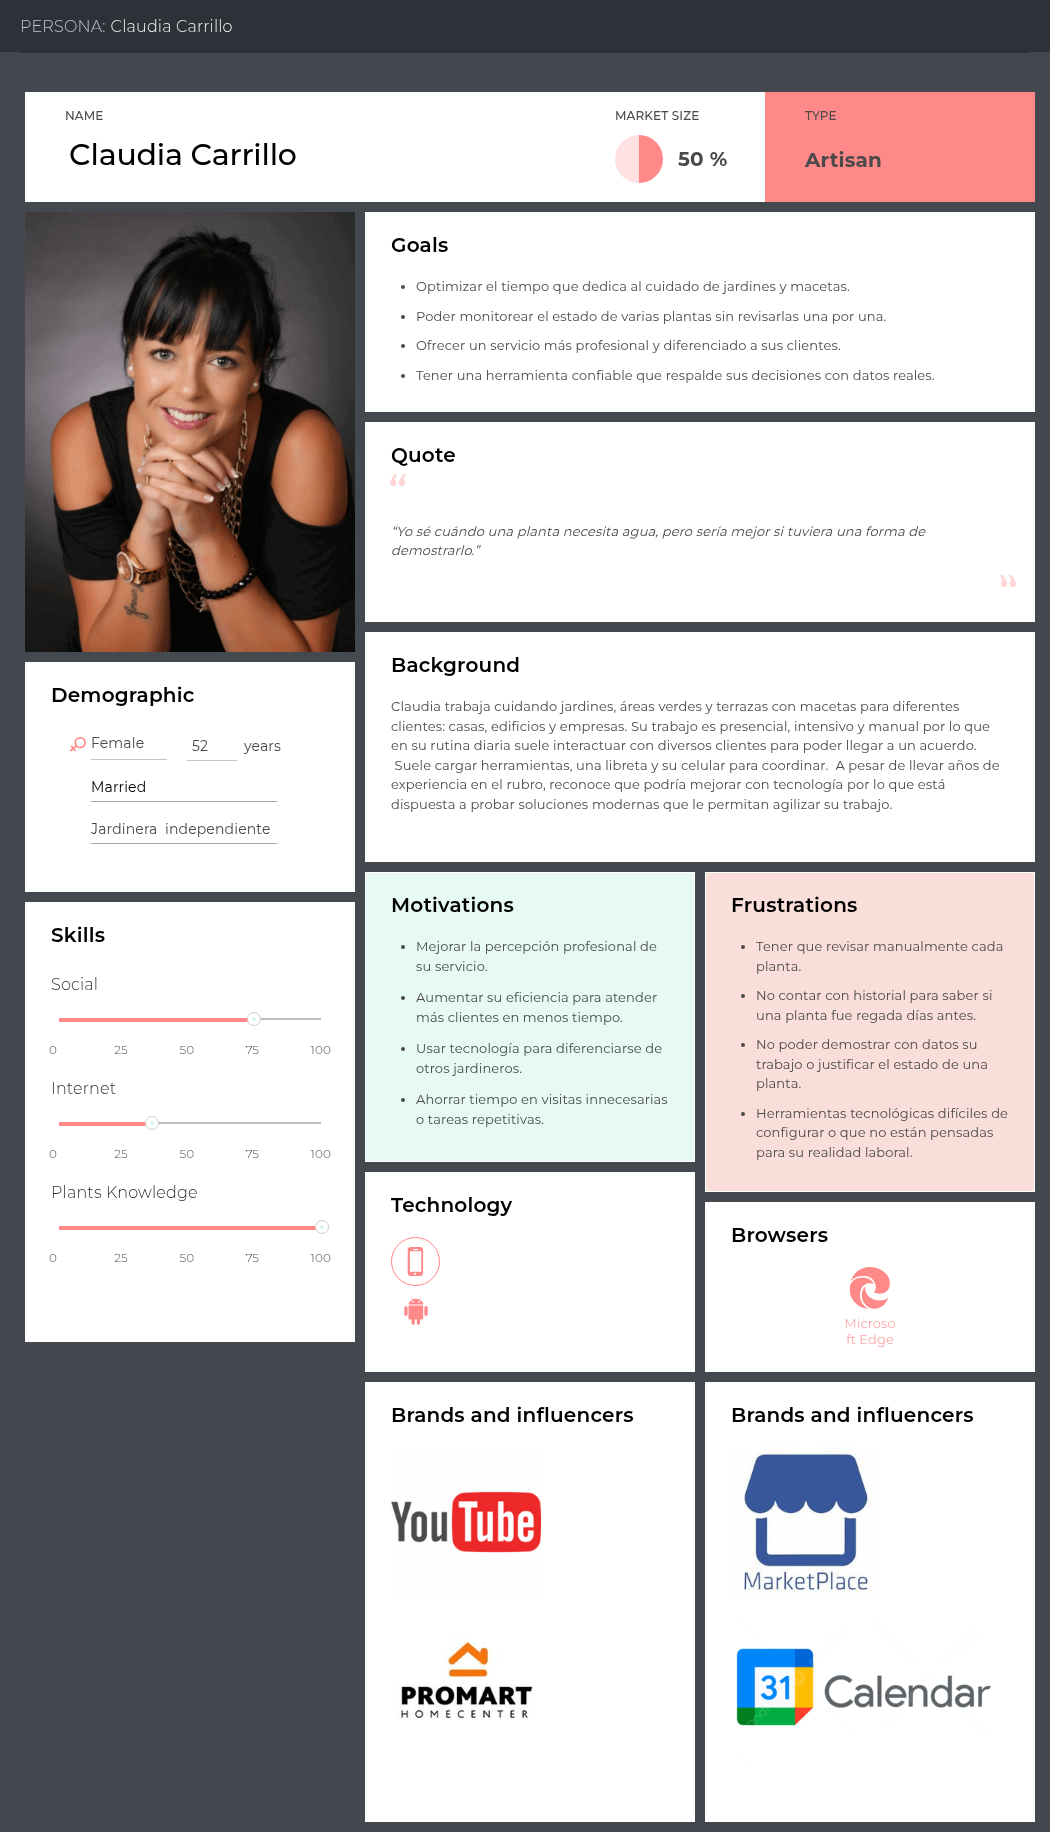 PERSONA: Claudia Carrillo
NAME
Claudia Carrillo
MARKET SIZE
50 %
TYPE
Artisan
Goals
Optimizar el tiempo que dedica al cuidado de jardines y macetas.
Poder monitorear el estado de varias plantas sin revisarlas una por una.
Ofrecer un servicio más profesional y diferenciado a sus clientes.
Tener una herramienta confiable que respalde sus decisiones con datos reales.
Quote
“
“Yo sé cuándo una planta necesita agua, pero sería mejor si tuviera una forma de
demostrarlo.”
”
Background
Claudia trabaja cuidando jardines, áreas verdes y terrazas con macetas para diferentes
clientes: casas, edificios y empresas. Su trabajo es presencial, intensivo y manual por lo que
en su rutina diaria suele interactuar con diversos clientes para poder llegar a un acuerdo.
Suele cargar herramientas, una libreta y su celular para coordinar. A pesar de llevar años de
experiencia en el rubro, reconoce que podría mejorar con tecnología por lo que está
dispuesta a probar soluciones modernas que le permitan agilizar su trabajo.
Demographic
Female 52 years
Married
Jardinera independiente
Skills
Social
0 25 50 75 100
Internet
0 25 50 75 100
Plants Knowledge
0 25 50 75 100
Motivations
Mejorar la percepción profesional de
su servicio.
Aumentar su eficiencia para atender
más clientes en menos tiempo.
Usar tecnología para diferenciarse de
otros jardineros.
Ahorrar tiempo en visitas innecesarias
o tareas repetitivas.
Frustrations
Tener que revisar manualmente cada
planta.
No contar con historial para saber si
una planta fue regada días antes.
No poder demostrar con datos su
trabajo o justificar el estado de una
planta.
Herramientas tecnológicas difíciles de
configurar o que no están pensadas
para su realidad laboral.
Technology
Browsers
Microso
ft Edge
Brands and influencers
YouTube
PROMART
HOMECENTER
Brands and influencers
MarketPlace
31 Calendar